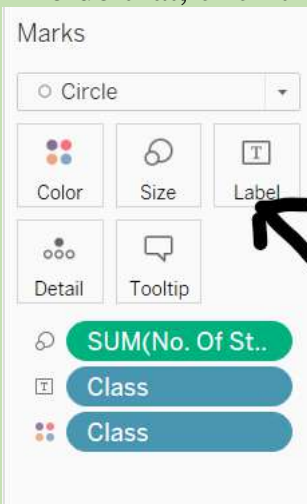 Marks
Circle
Color Size Label
Detail Tooltip
SUM(No. Of St..
Class
Class